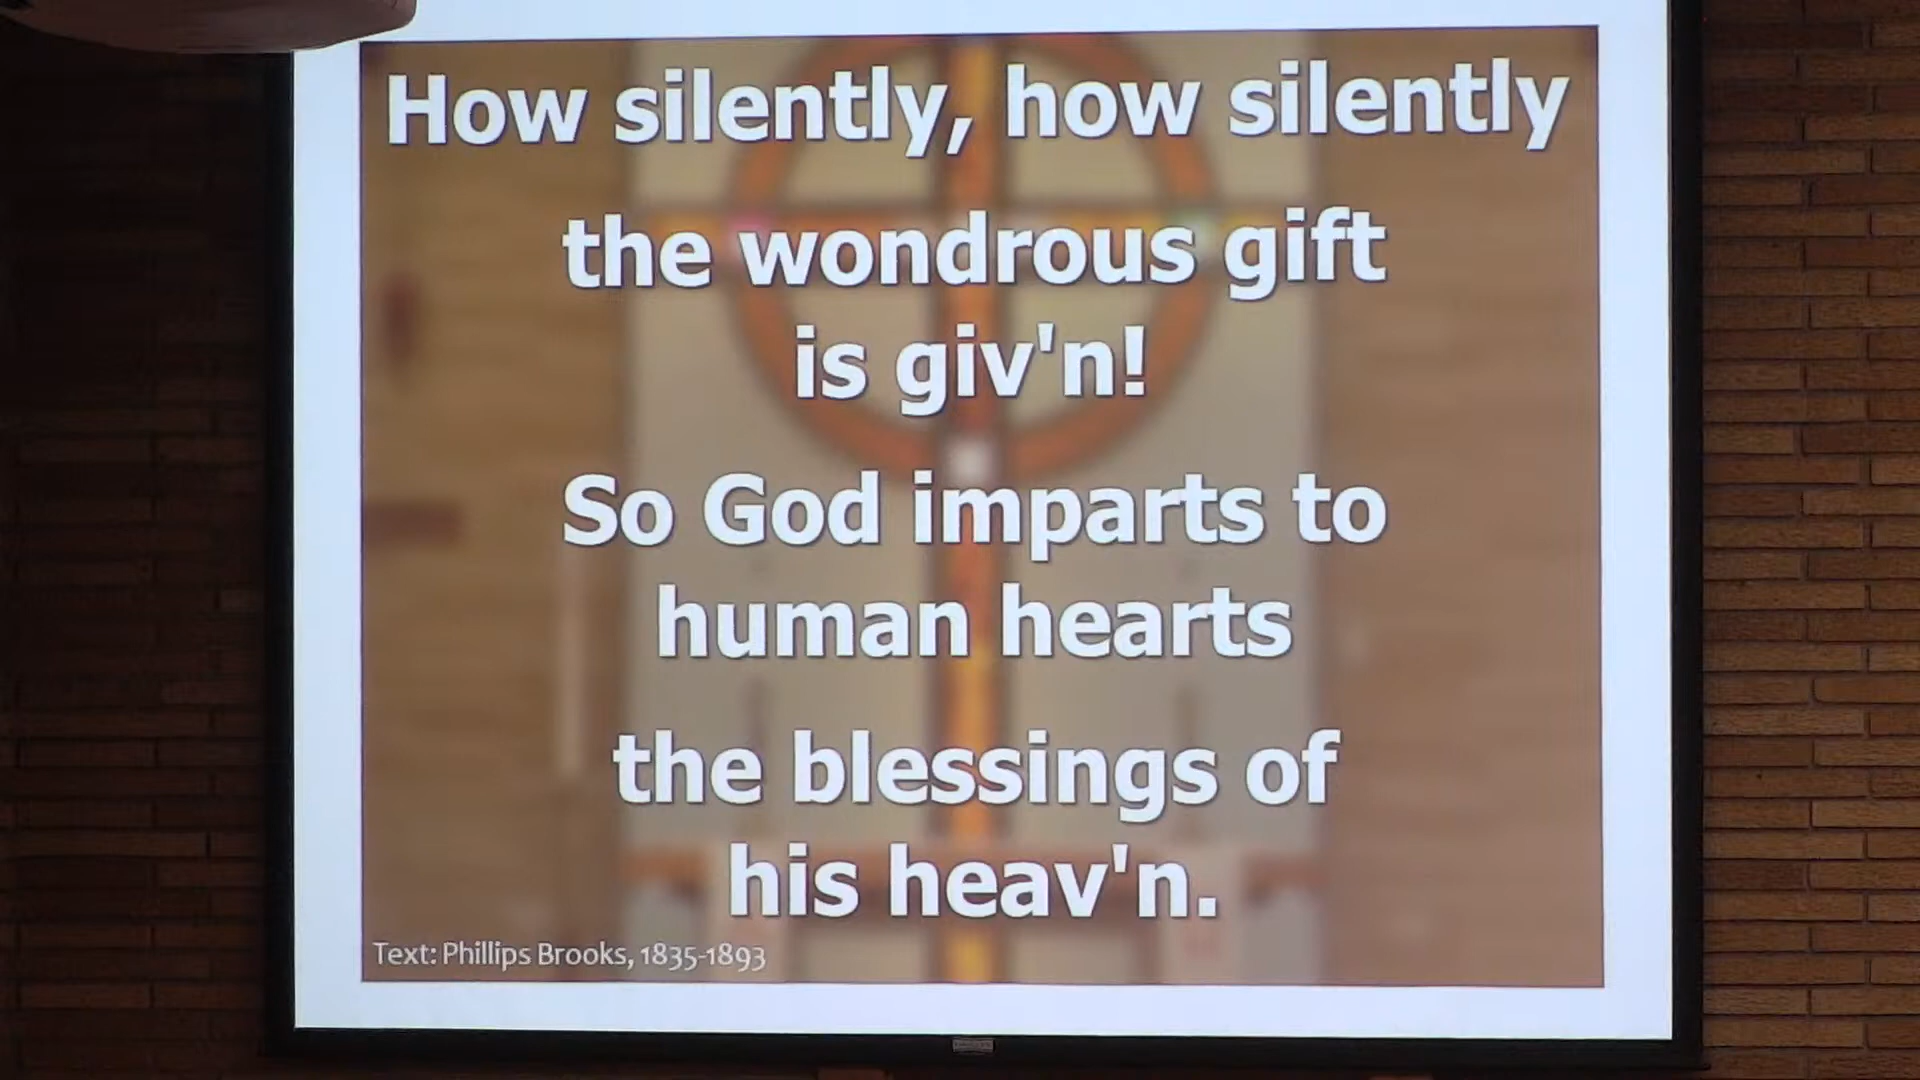 How silently, how silently
the wondrous gift
is giv'n!
So God imparts to
human hearts
the blessings of
his heav'n.
Text: Phillips Brooks, 1835-1893